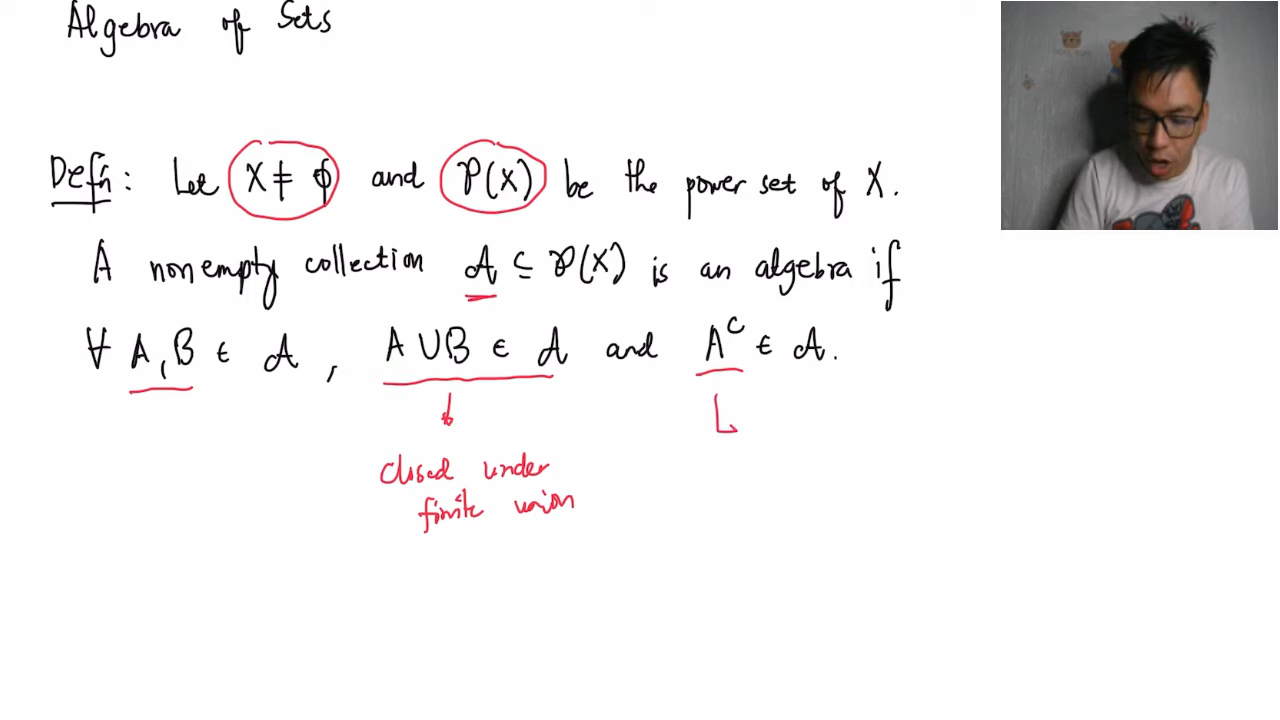 Algebra of Sets
Defn: Let X ≠ ϕ and P(X) be the power set of X.
A nonempty collection A ⊆ P(X) is an algebra if
∀ A, B ∈ A, A ∪ B ∈ A and A^c ∈ A.
closed under
finite union